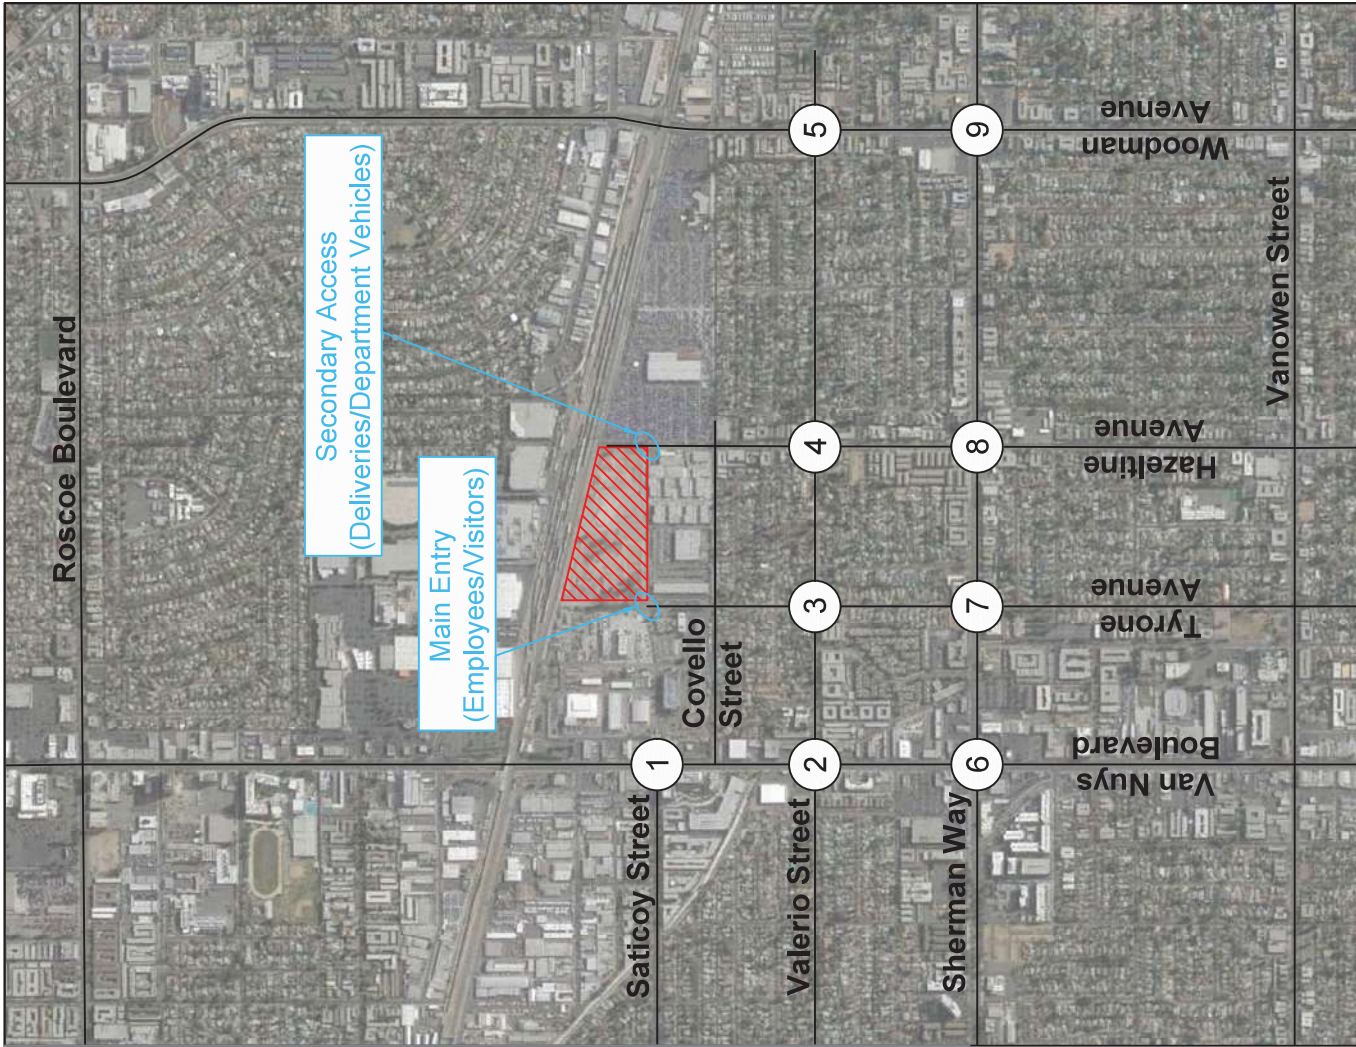 Roscoe Boulevard
Secondary Access
(Deliveries/Department Vehicles)
Main Entry
(Employees/Visitors)
Saticoy Street
1
Covello
Street
Valerio Street
2
3
4
5
Sherman Way
6
7
8
9
Van Nuys
Boulevard
Tyrone
Avenue
Hazeltine
Avenue
Woodman
Avenue
Vanowen Street